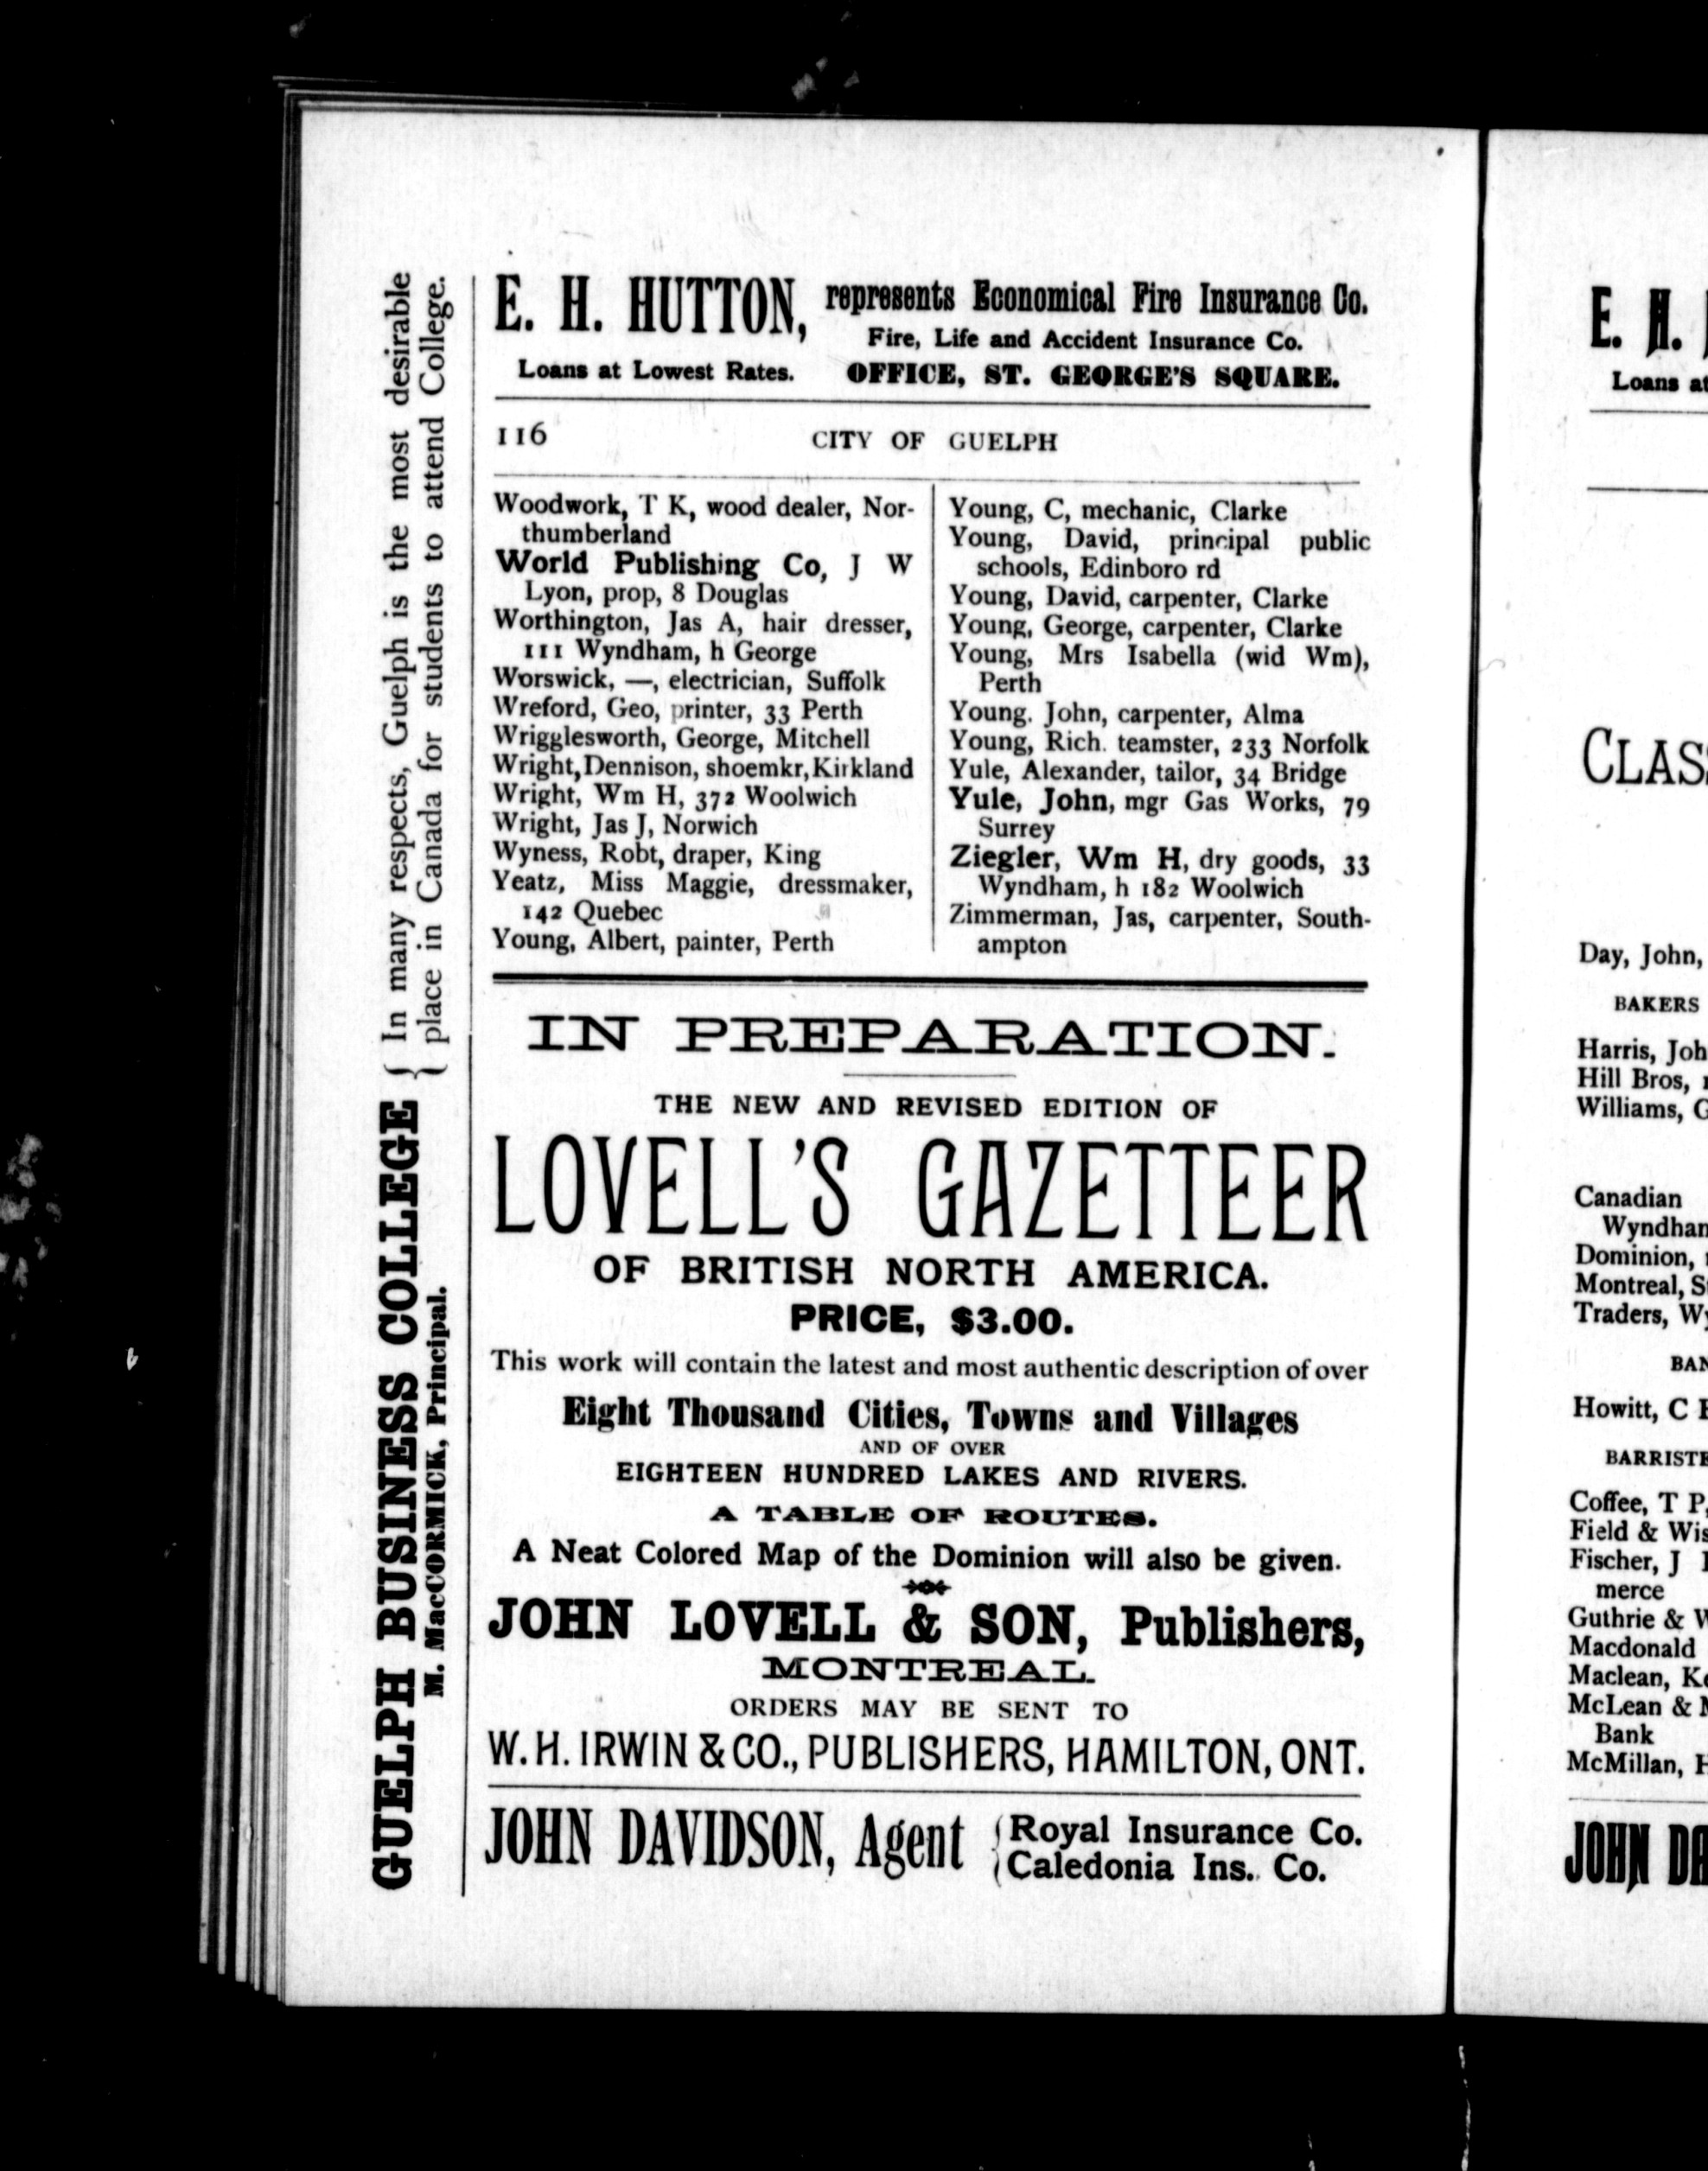 E. H. HUTTON, represents Economical Fire Insurance Co.
Fire, Life and Accident Insurance Co.
Loans at Lowest Rates. OFFICE, ST. GEORGE'S SQUARE.
116 CITY OF GUELPH
Woodwork, T K, wood dealer, Nor-
thumberland
World Publishing Co, J W
Lyon, prop, 8 Douglas
Worthington, Jas A, hair dresser,
111 Wyndham, h George
Worswick, —, electrician, Suffolk
Wreford, Geo, printer, 33 Perth
Wrigglesworth, George, Mitchell
Wright, Dennison, shoemkr, Kirkland
Wright, Wm H, 372 Woolwich
Wright, Jas J, Norwich
Wyness, Robt, draper, King
Yeatz, Miss Maggie, dressmaker,
142 Quebec
Young, Albert, painter, Perth
Young, C, mechanic, Clarke
Young, David, principal public
schools, Edinboro rd
Young, David, carpenter, Clarke
Young, George, carpenter, Clarke
Young, Mrs Isabella (wid Wm),
Perth
Young. John, carpenter, Alma
Young, Rich. teamster, 233 Norfolk
Yule, Alexander, tailor, 34 Bridge
Yule, John, mgr Gas Works, 79
Surrey
Ziegler, Wm H, dry goods, 33
Wyndham, h 182 Woolwich
Zimmerman, Jas, carpenter, South-
ampton
IN PREPARATION.
THE NEW AND REVISED EDITION OF
LOVELL'S GAZETTEER
OF BRITISH NORTH AMERICA.
PRICE, $3.00.
This work will contain the latest and most authentic description of over
Eight Thousand Cities, Towns and Villages
AND OF OVER
EIGHTEEN HUNDRED LAKES AND RIVERS.
A TABLE OF ROUTES.
A Neat Colored Map of the Dominion will also be given.
JOHN LOVELL & SON, Publishers,
MONTREAL.
ORDERS MAY BE SENT TO
W. H. IRWIN & CO., PUBLISHERS, HAMILTON, ONT.
JOHN DAVIDSON, Agent { Royal Insurance Co.
Caledonia Ins. Co.
GUELPH BUSINESS COLLEGE
M. MacCORMICK, Principal.
{ In many respects, Guelph is the most desirable
place in Canada for students to attend College.
E. H.
Loans at
CLASS
Day, John,
BAKERS
Harris, Joh
Hill Bros,
Williams, G
Canadian
Wyndham
Dominion,
Montreal, S
Traders, Wy
BAN
Howitt, C
BARRISTE
Coffee, T P,
Field & Wis
Fischer, J
merce
Guthrie & W
Macdonald
Maclean, Ke
McLean & M
Bank
McMillan, H
JOHN DA